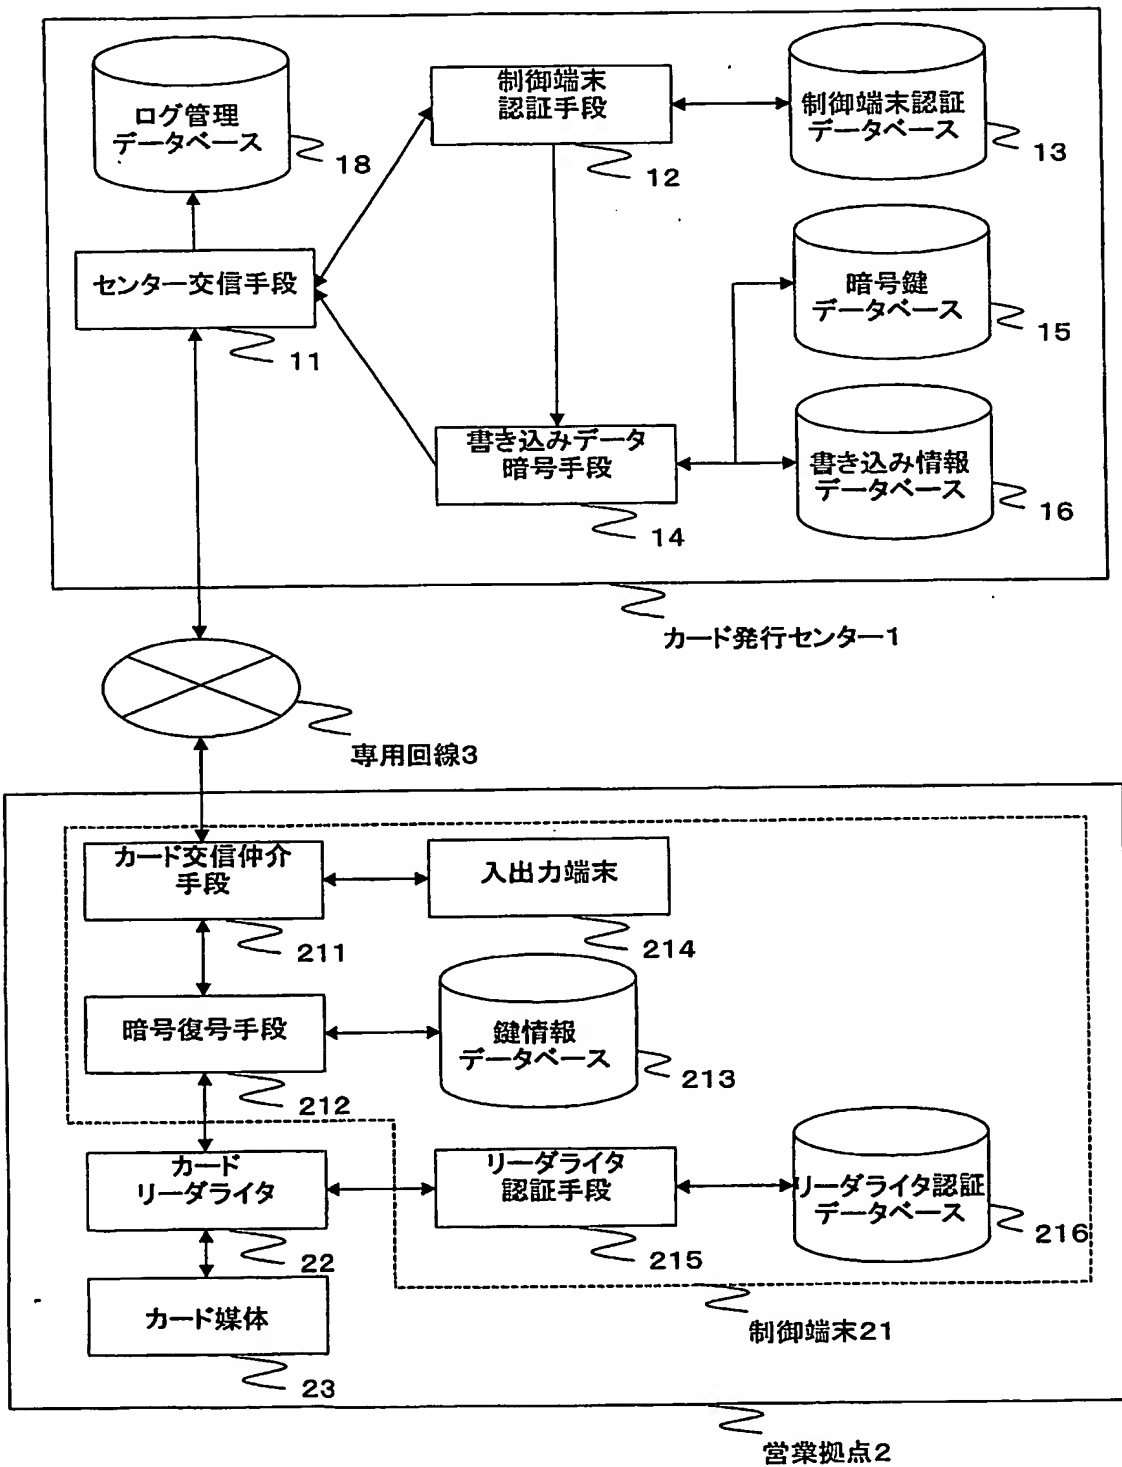 ログ管理
データベース
18
制御端末
認証手段
12
制御端末認証
データベース
13
センター交信手段
11
暗号鍵
データベース
15
書き込みデータ
暗号手段
14
書き込み情報
データベース
16
カード発行センター1
専用回線3
カード交信仲介
手段
211
入出力端末
214
暗号復号手段
212
鍵情報
データベース
213
カード
リーダライタ
22
リーダライタ
認証手段
215
リーダライタ認証
データベース
216
カード媒体
23
制御端末21
営業拠点2